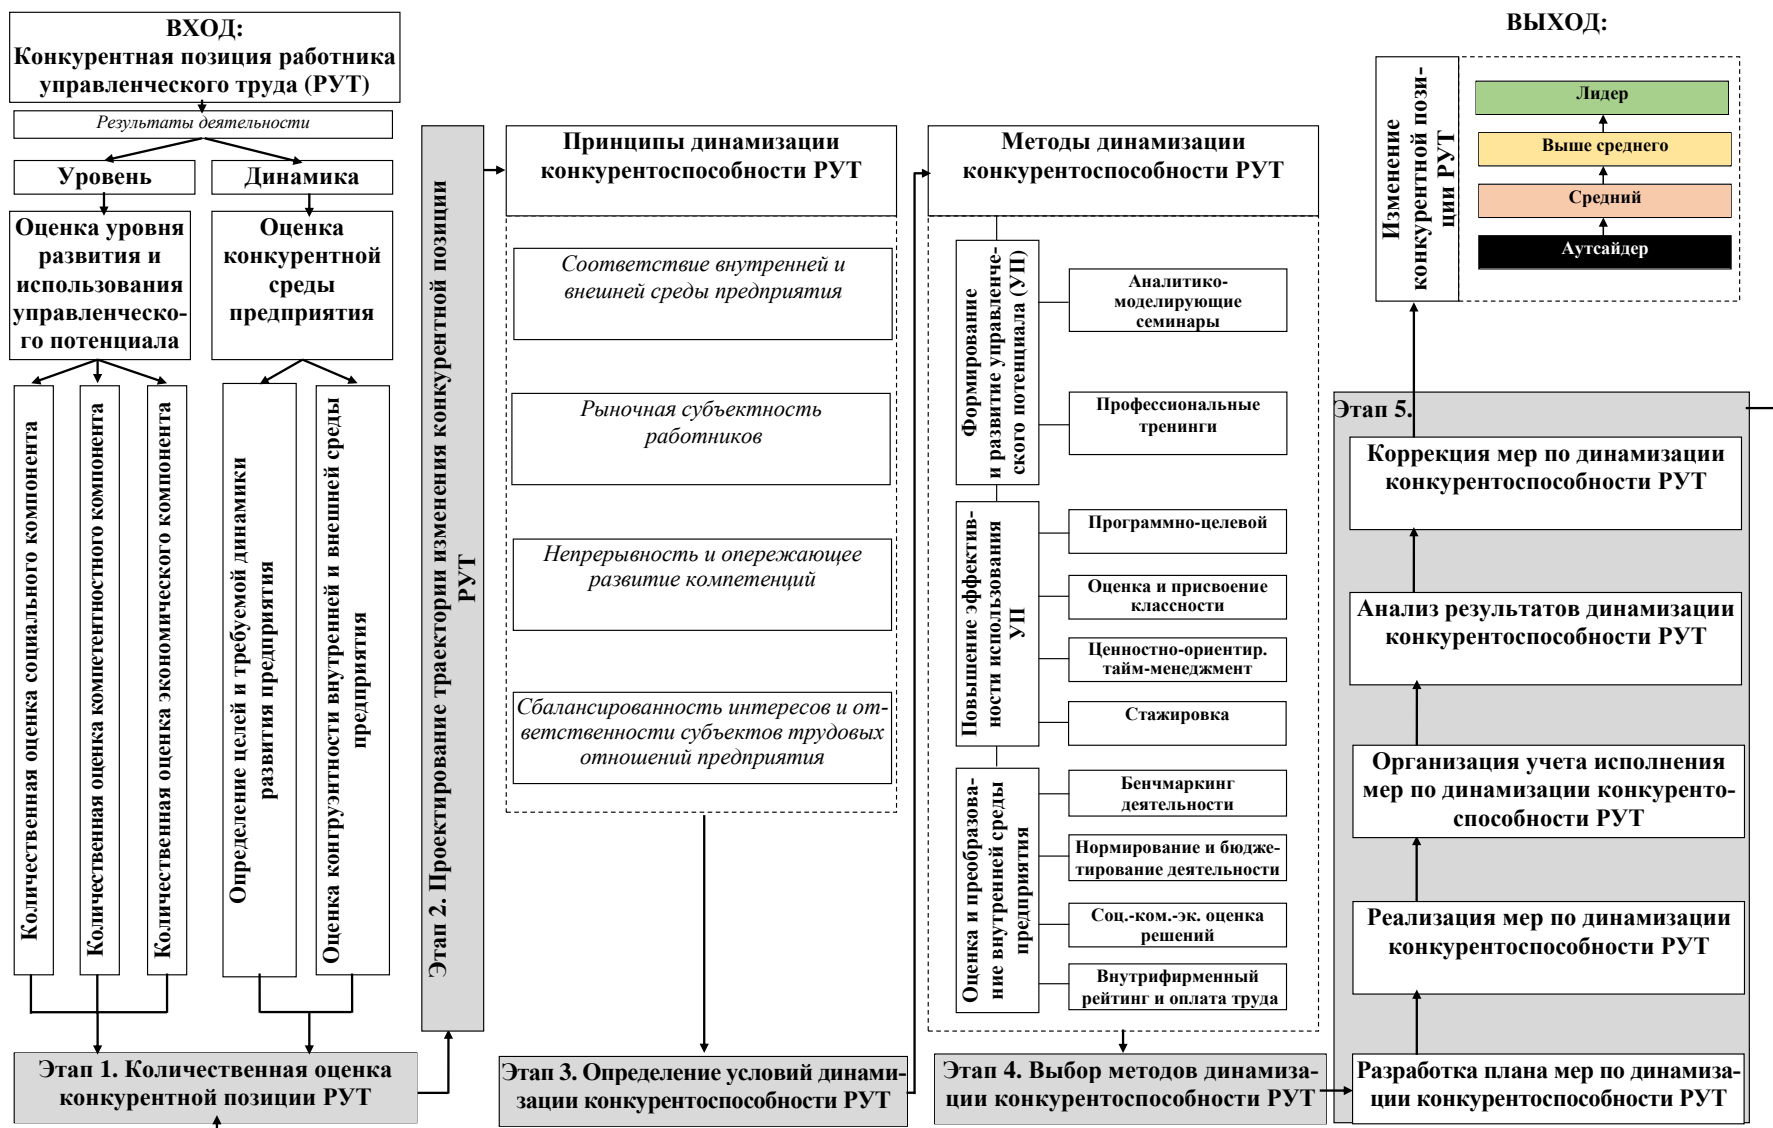 ВХОД:
Конкурентная позиция работника
управленческого труда (РУТ)
Результаты деятельности
Уровень
Динамика
Оценка уровня
развития и
использования
управленческо-
го потенциала
Оценка
конкурентной
среды
предприятия
Количественная оценка социального компонента
Количественная оценка компетентностного компонента
Количественная оценка экономического компонента
Определение целей и требуемой динамики
развития предприятия
Оценка конгруэнтности внутренней и внешней среды
предприятия
Этап 1. Количественная оценка
конкурентной позиции РУТ
Этап 2. Проектирование траектории изменения конкурентной позиции
РУТ
Принципы динамизации
конкурентоспособности РУТ
Соответствие внутренней и
внешней среды предприятия
Рыночная субъектность
работников
Непрерывность и опережающее
развитие компетенций
Сбалансированность интересов и от-
ветственности субъектов трудовых
отношений предприятия
Этап 3. Определение условий динами-
зации конкурентоспособности РУТ
Методы динамизации
конкурентоспособности РУТ
Формирование
и развитие управленче-
ского потенциала (УП)
Аналитико-
моделирующие
семинары
Профессиональные
тренинги
Повышение эффектив-
ности использования
УП
Программно-целевой
Оценка и присвоение
классности
Ценностно-ориентир.
тайм-менеджмент
Стажировка
Оценка и преобразова-
ние внутренней среды
предприятия
Бенчмаркинг
деятельности
Нормирование и бюдже-
тирование деятельности
Соц.-ком.-эк. оценка
решений
Внутрифирменный
рейтинг и оплата труда
Этап 4. Выбор методов динамиза-
ции конкурентоспособности РУТ
ВЫХОД:
Изменение
конкурентной пози-
ции РУТ
Лидер
Выше среднего
Средний
Аутсайдер
Этап 5.
Коррекция мер по динамизации
конкурентоспособности РУТ
Анализ результатов динамизации
конкурентоспособности РУТ
Организация учета исполнения
мер по динамизации конкуренто-
способности РУТ
Реализация мер по динамизации
конкурентоспособности РУТ
Разработка плана мер по динамиза-
ции конкурентоспособности РУТ